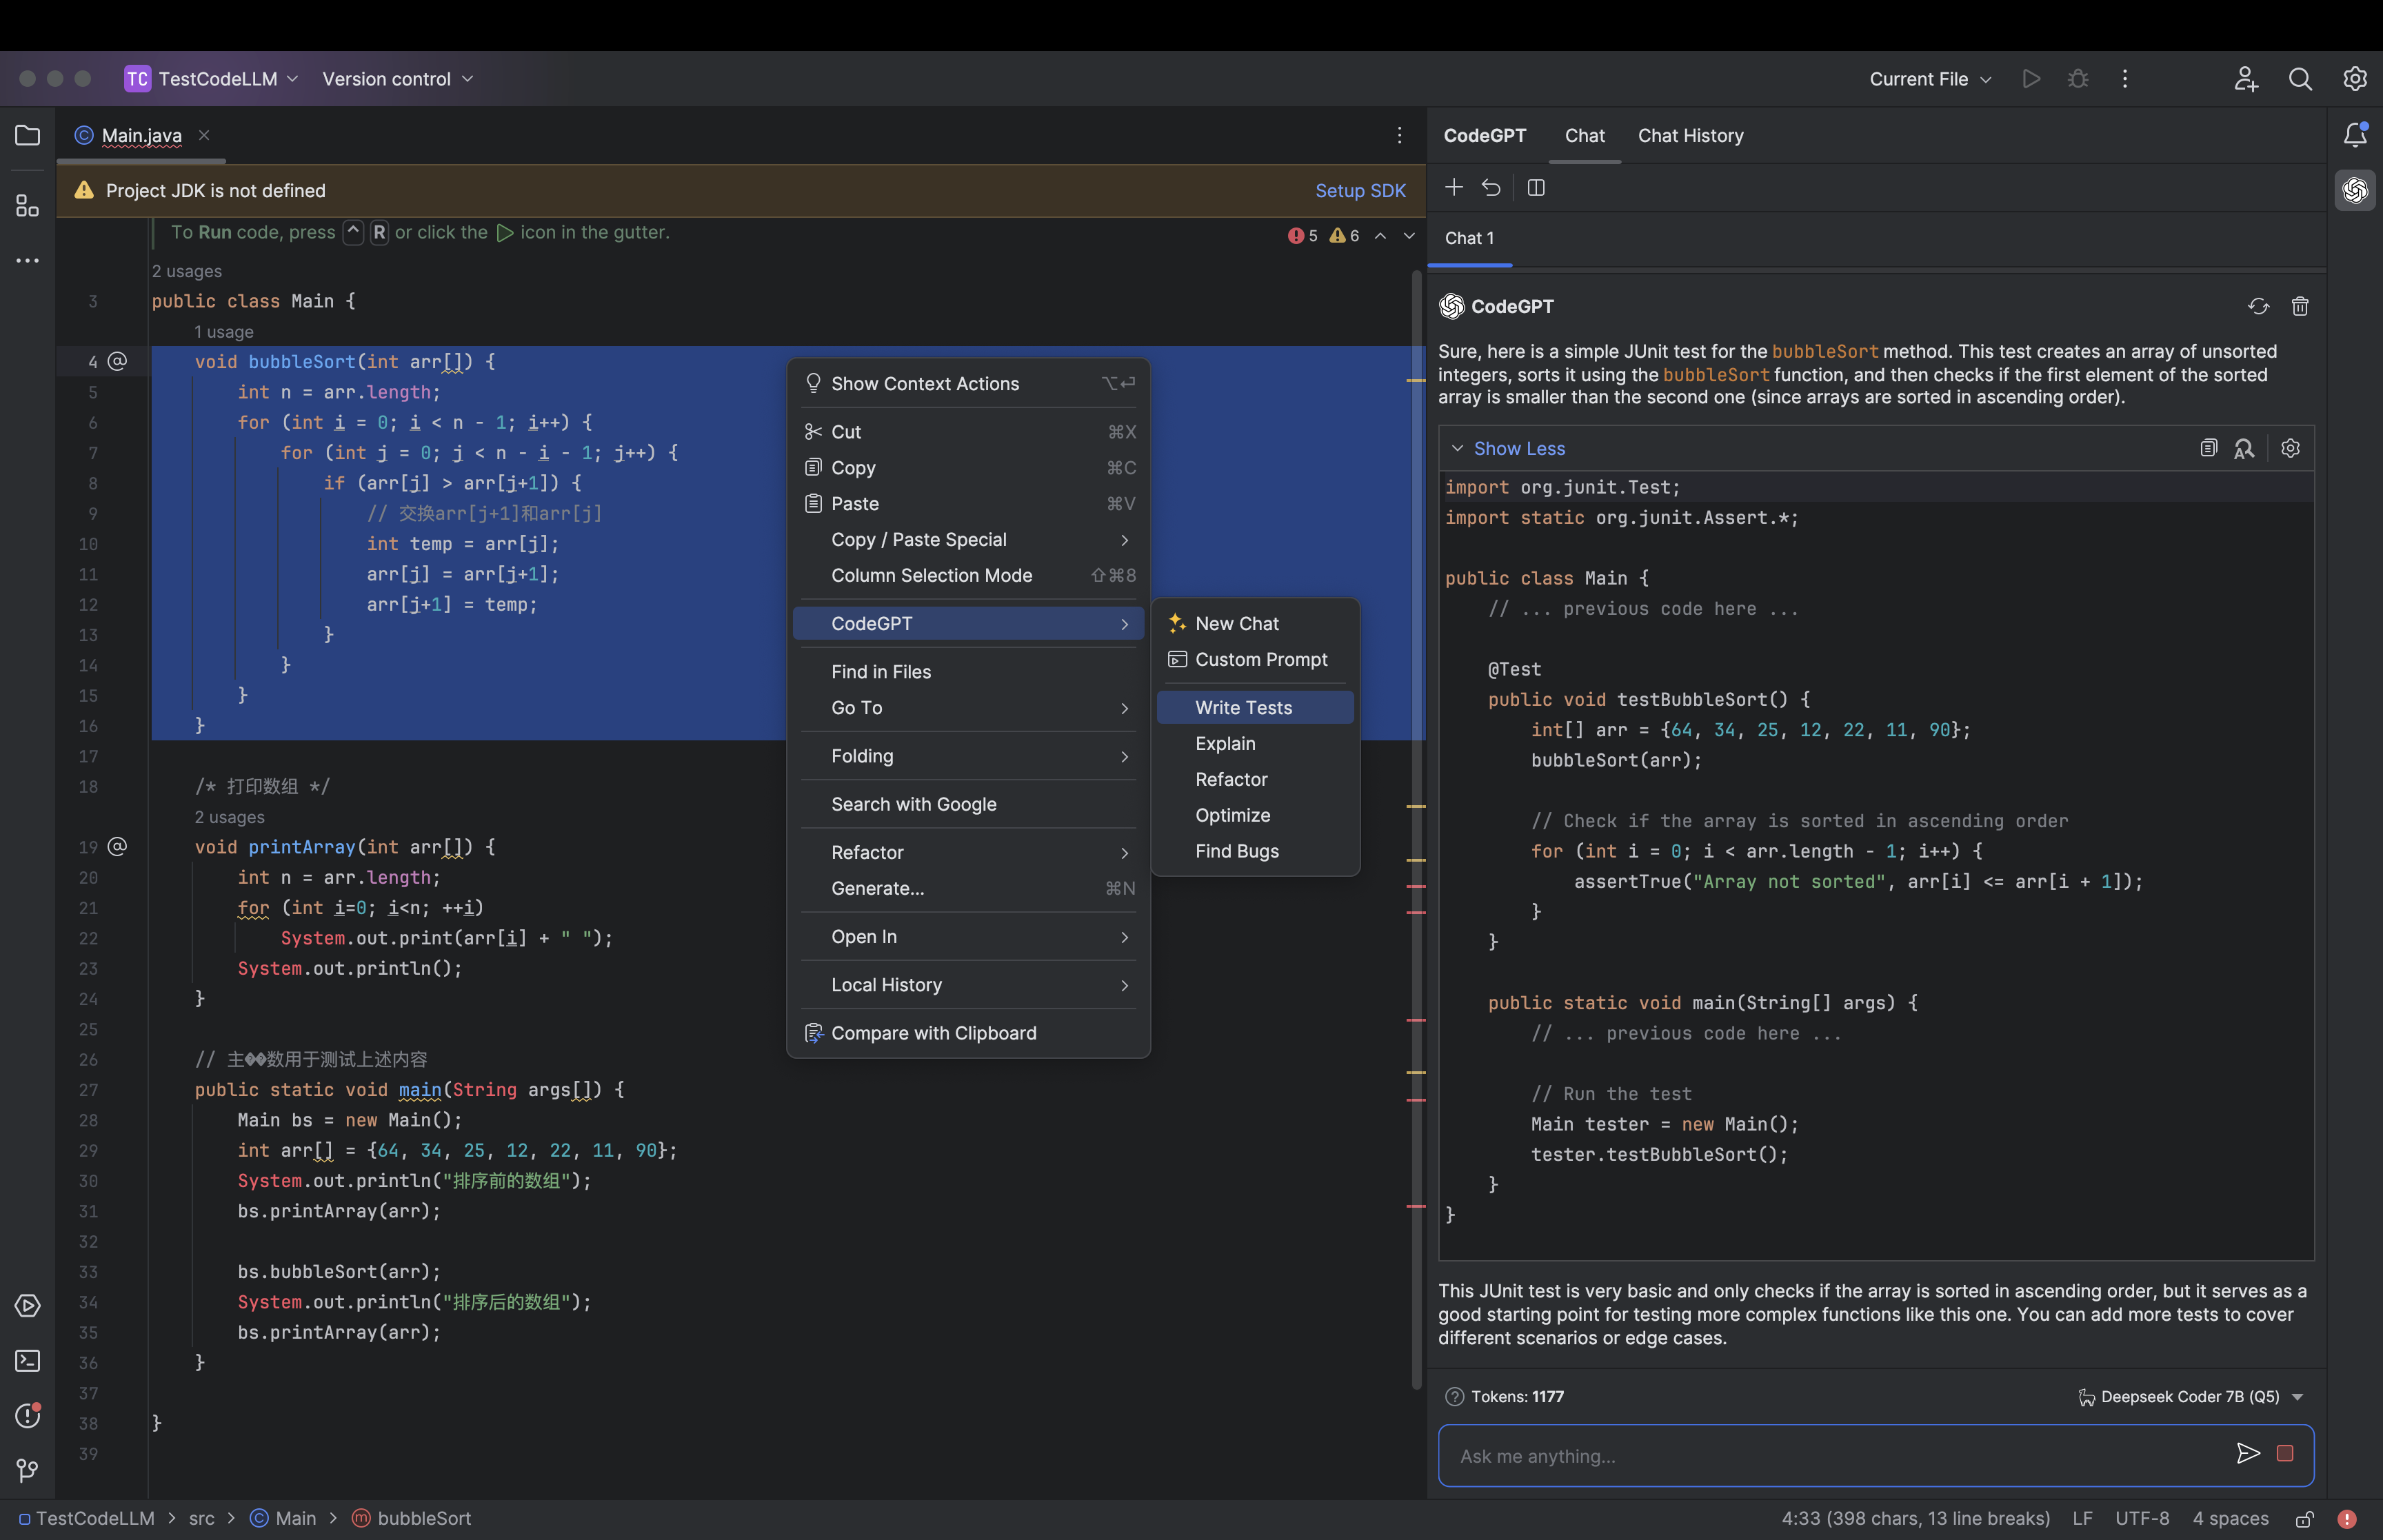 TC TestCodeLLM Version control Current File
Main.java
Project JDK is not defined Setup SDK
To Run code, press ^ R or click the icon in the gutter.
5 6
2 usages
3 public class Main {
1 usage
4 @ void bubbleSort(int arr[]) {
5 int n = arr.length;
6 for (int i = 0; i < n - 1; i++) {
7 for (int j = 0; j < n - i - 1; j++) {
8 if (arr[j] > arr[j+1]) {
9 // 交换arr[j+1]和arr[j]
10 int temp = arr[j];
11 arr[j] = arr[j+1];
12 arr[j+1] = temp;
13 }
14 }
15 }
16 }
17
18 /* 打印数组 */
2 usages
19 @ void printArray(int arr[]) {
20 int n = arr.length;
21 for (int i=0; i<n; ++i)
22 System.out.print(arr[i] + " ");
23 System.out.println();
24 }
25
26 // 主��数用于测试上述内容
27 public static void main(String args[]) {
28 Main bs = new Main();
29 int arr[] = {64, 34, 25, 12, 22, 11, 90};
30 System.out.println("排序前的数组");
31 bs.printArray(arr);
32
33 bs.bubbleSort(arr);
34 System.out.println("排序后的数组");
35 bs.printArray(arr);
36 }
37
38 }
39
Show Context Actions ⌥↩
Cut ⌘X
Copy ⌘C
Paste ⌘V
Copy / Paste Special
Column Selection Mode ⇧⌘8
CodeGPT
Find in Files
Go To
Folding
Search with Google
Refactor
Generate... ⌘N
Open In
Local History
Compare with Clipboard
New Chat
Custom Prompt
Write Tests
Explain
Refactor
Optimize
Find Bugs
CodeGPT Chat Chat History
Chat 1
CodeGPT
Sure, here is a simple JUnit test for the bubbleSort method. This test creates an array of unsorted
integers, sorts it using the bubbleSort function, and then checks if the first element of the sorted
array is smaller than the second one (since arrays are sorted in ascending order).
Show Less
import org.junit.Test;
import static org.junit.Assert.*;
public class Main {
// ... previous code here ...
@Test
public void testBubbleSort() {
int[] arr = {64, 34, 25, 12, 22, 11, 90};
bubbleSort(arr);
// Check if the array is sorted in ascending order
for (int i = 0; i < arr.length - 1; i++) {
assertTrue("Array not sorted", arr[i] <= arr[i + 1]);
}
}
public static void main(String[] args) {
// ... previous code here ...
// Run the test
Main tester = new Main();
tester.testBubbleSort();
}
}
This JUnit test is very basic and only checks if the array is sorted in ascending order, but it serves as a
good starting point for testing more complex functions like this one. You can add more tests to cover
different scenarios or edge cases.
Tokens: 1177 Deepseek Coder 7B (Q5)
Ask me anything...
TestCodeLLM > src > Main > bubbleSort 4:33 (398 chars, 13 line breaks) LF UTF-8 4 spaces